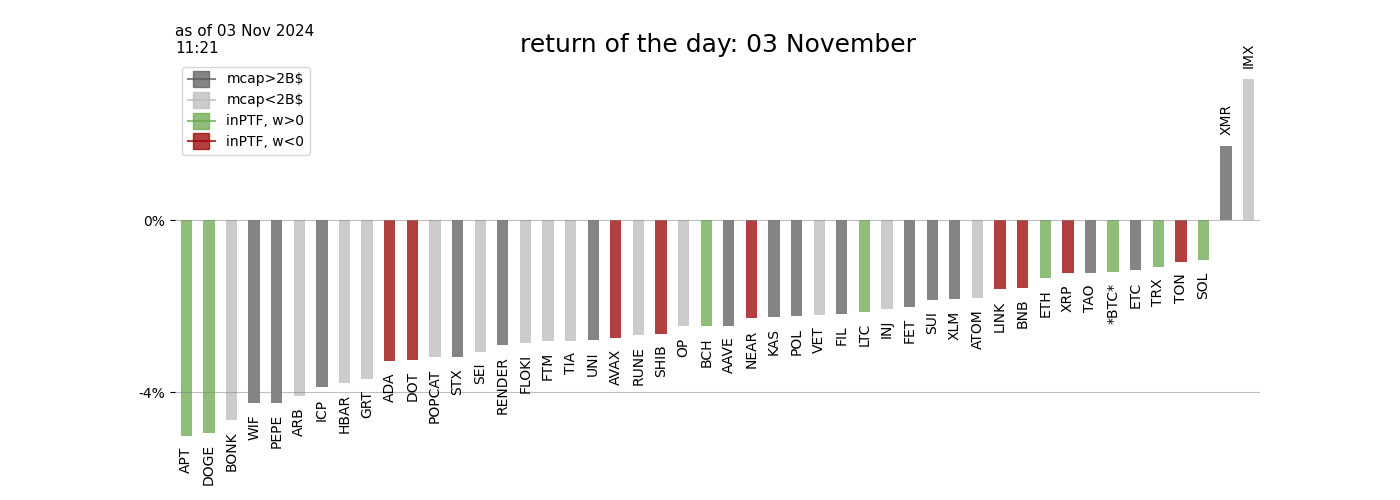 as of 03 Nov 2024
11:21
return of the day: 03 November
mcap>2B$
mcap<2B$
inPTF, w>0
inPTF, w<0
0%
-4%
APT
DOGE
BONK
WIF
PEPE
ARB
ICP
HBAR
GRT
ADA
DOT
POPCAT
STX
SEI
RENDER
FLOKI
FTM
TIA
UNI
AVAX
RUNE
SHIB
OP
BCH
AAVE
NEAR
KAS
POL
VET
FIL
LTC
INJ
FET
SUI
XLM
ATOM
LINK
BNB
ETH
XRP
TAO
*BTC*
ETC
TRX
TON
SOL
XMR
IMX